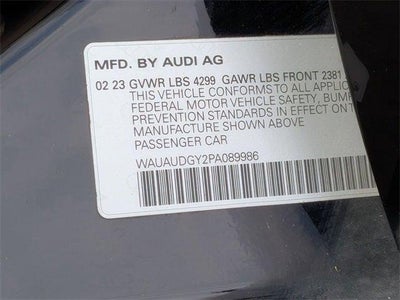 MFD. BY AUDI AG
02 23 GVWR LBS 4299 GAWR LBS FRONT 2381
THIS VEHICLE CONFORMS TO ALL APPLIC
FEDERAL MOTOR VEHICLE SAFETY, BUMP
PREVENTION STANDARDS IN EFFECT ON
MANUFACTURE SHOWN ABOVE
PASSENGER CAR
WAUAUDGY2PA089986